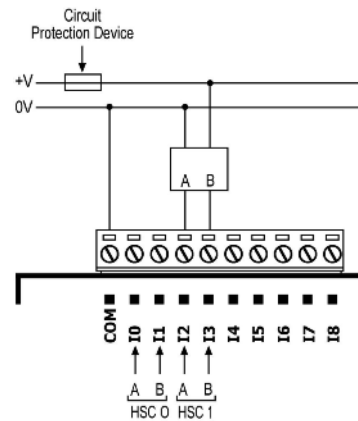 Circuit
Protection Device
+V
0V
A B
COM I0 I1 I2 I3 I4 I5 I6 I7 I8
A B A B
HSC 0 HSC 1